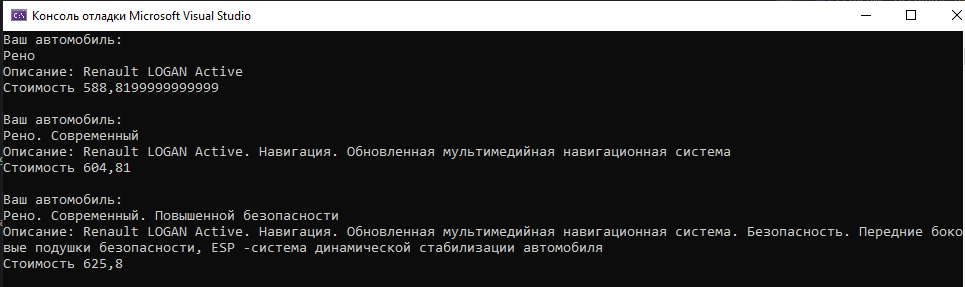 Консоль отладки Microsoft Visual Studio
Ваш автомобиль:
Рено
Описание: Renault LOGAN Active
Стоимость 588,8199999999999
Ваш автомобиль:
Рено. Современный
Описание: Renault LOGAN Active. Навигация. Обновленная мультимедийная навигационная система
Стоимость 604,81
Ваш автомобиль:
Рено. Современный. Повышенной безопасности
Описание: Renault LOGAN Active. Навигация. Обновленная мультимедийная навигационная система. Безопасность. Передние боко
вые подушки безопасности, ESP -система динамической стабилизации автомобиля
Стоимость 625,8